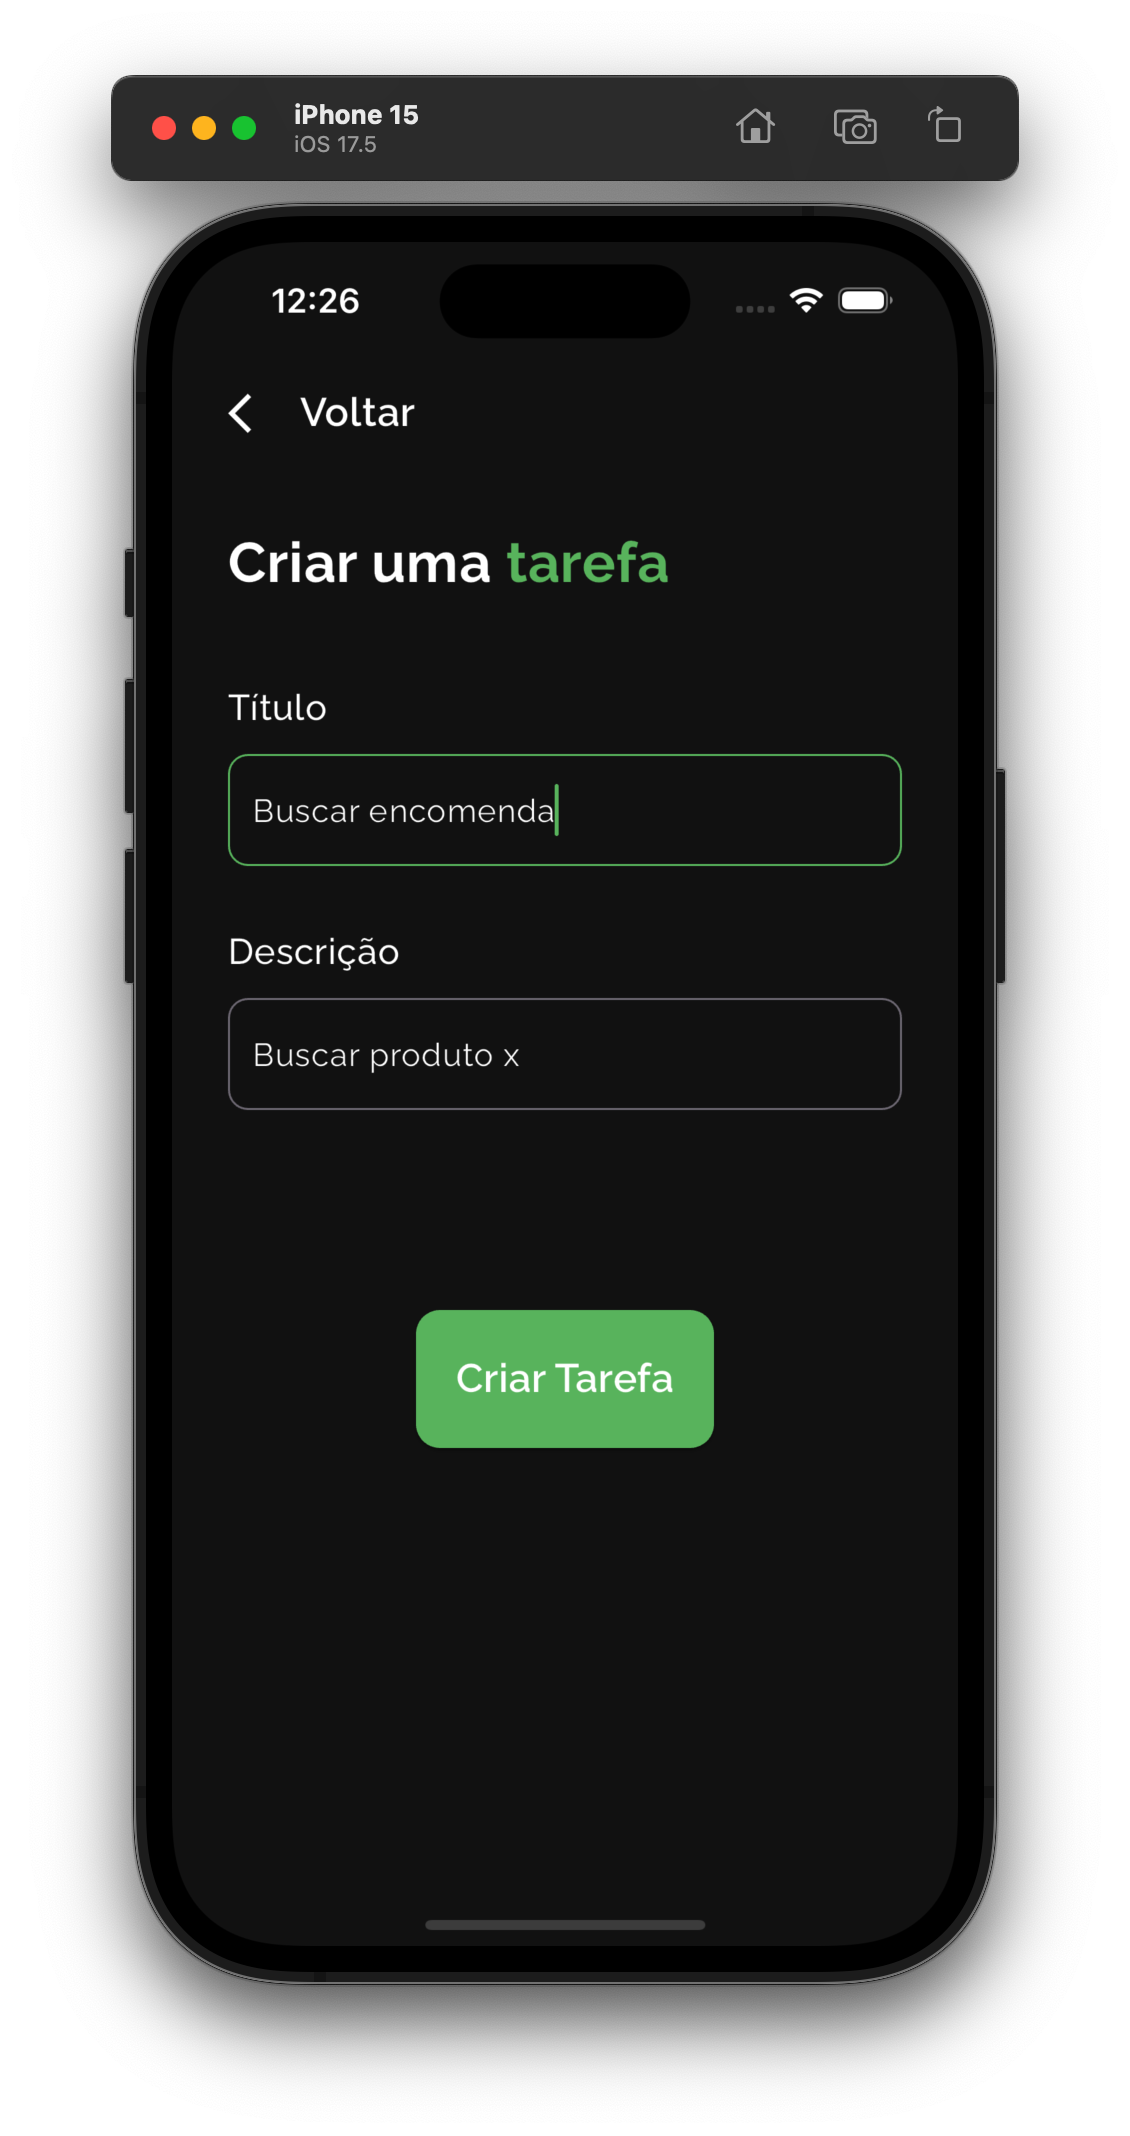 iPhone 15
iOS 17.5
12:26
Voltar
Criar uma tarefa
Título
Buscar encomenda
Descrição
Buscar produto x
Criar Tarefa